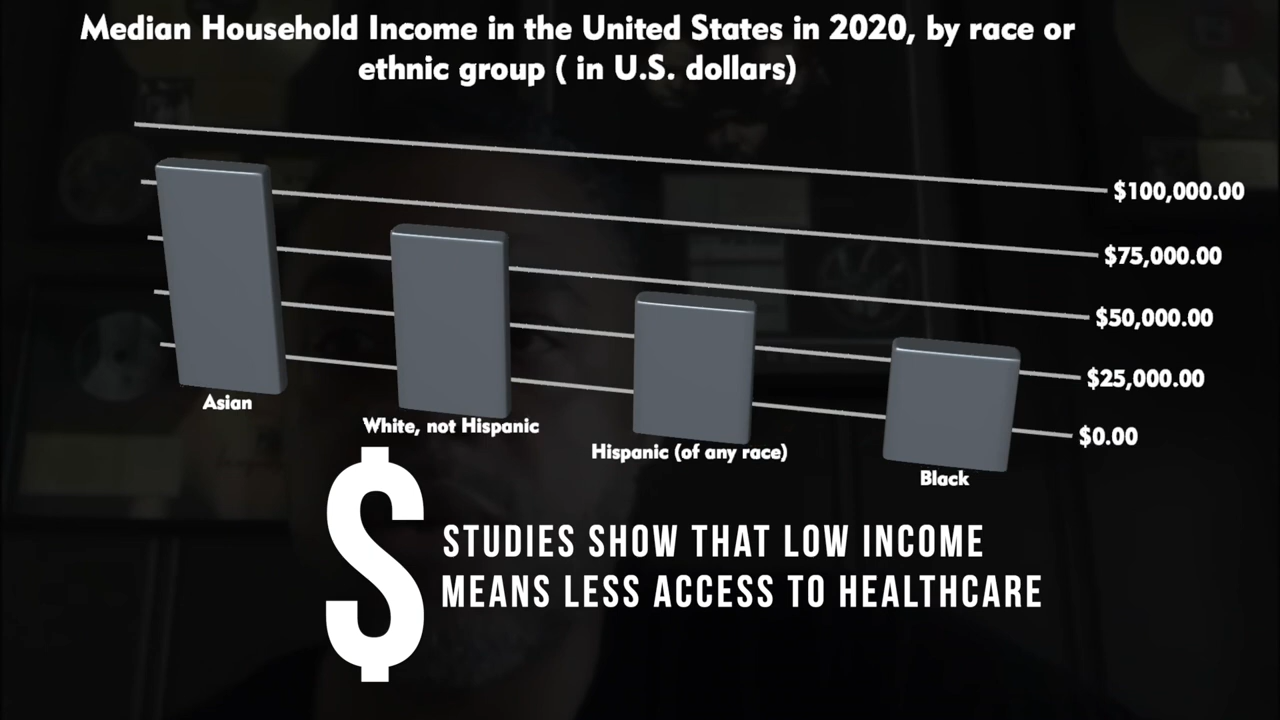 Median Household Income in the United States in 2020, by race or
ethnic group ( in U.S. dollars)
$100,000.00
$75,000.00
$50,000.00
$25,000.00
$0.00
Asian
White, not Hispanic
Hispanic (of any race)
Black
$
STUDIES SHOW THAT LOW INCOME
MEANS LESS ACCESS TO HEALTHCARE